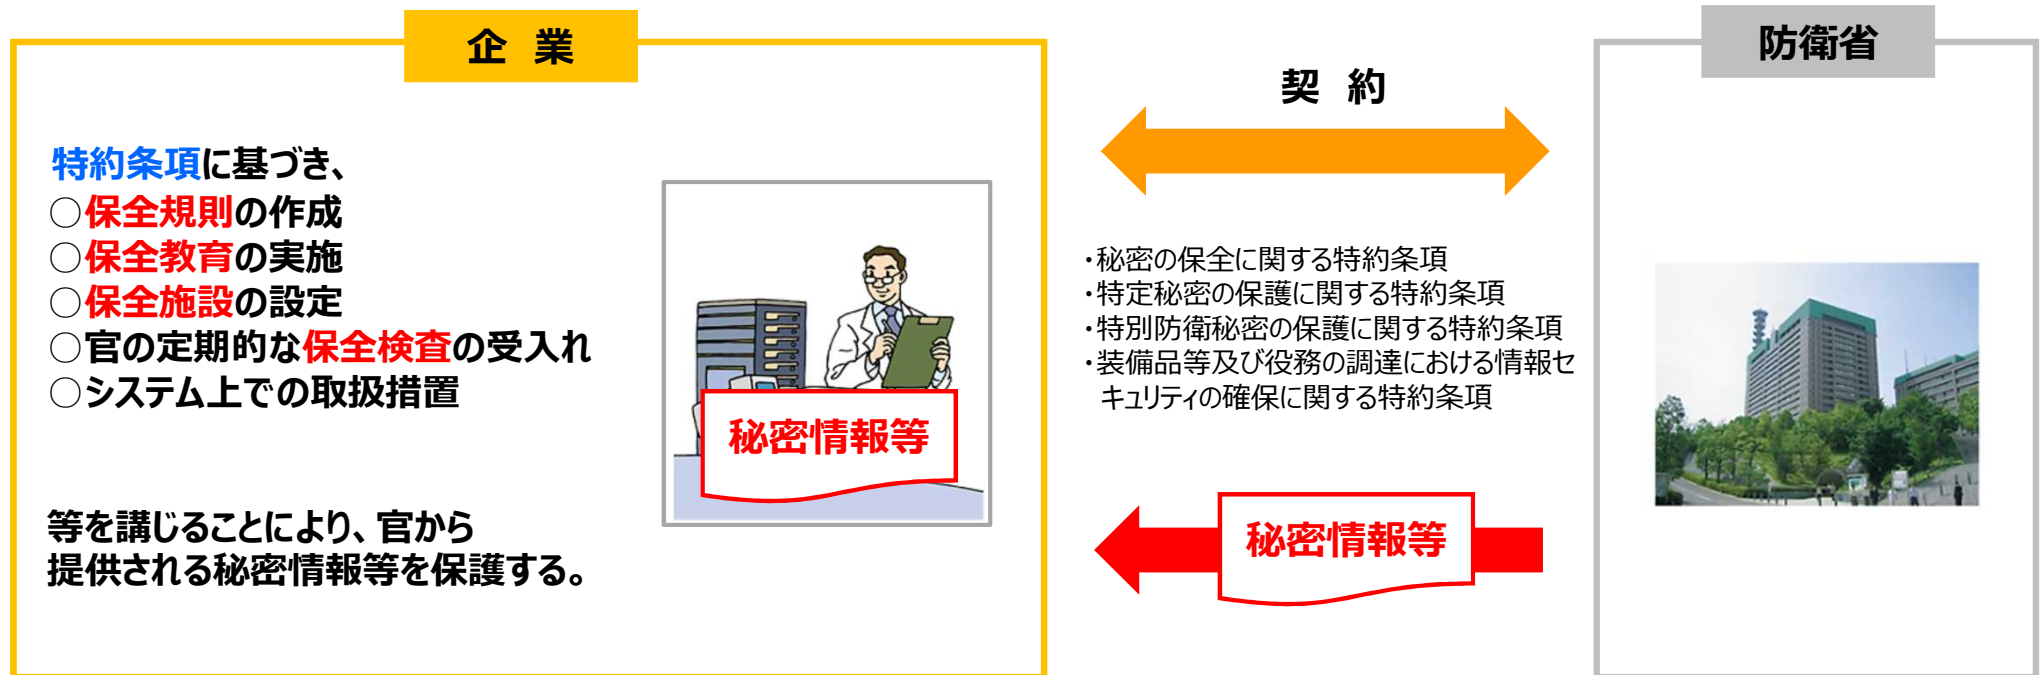 企 業
特約条項に基づき、
○保全規則の作成
○保全教育の実施
○保全施設の設定
○官の定期的な保全検査の受入れ
○システム上での取扱措置
等を講じることにより、官から
提供される秘密情報等を保護する。
秘密情報等
契 約
・秘密の保全に関する特約条項
・特定秘密の保護に関する特約条項
・特別防衛秘密の保護に関する特約条項
・装備品等及び役務の調達における情報セ
キュリティの確保に関する特約条項
秘密情報等
防衛省